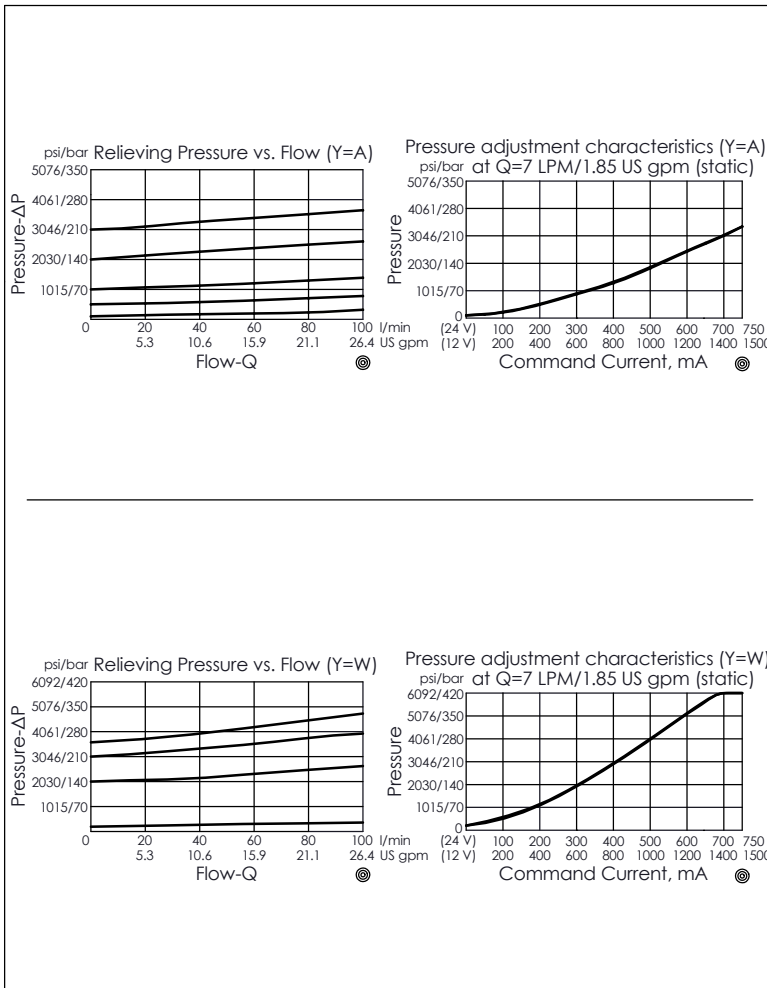 psi/bar Relieving Pressure vs. Flow (Y=A)
5076/350
4061/280
3046/210
2030/140
1015/70
Pressure-ΔP
0 20 40 60 80 100 l/min
5.3 10.6 15.9 21.1 26.4 US gpm
Flow-Q
Pressure adjustment characteristics (Y=A)
psi/bar at Q=7 LPM/1.85 US gpm (static)
5076/350
4061/280
3046/210
2030/140
1015/70
0
Pressure
(24 V) 100 200 300 400 500 600 700 750
(12 V) 200 400 600 800 1000 1200 1400 1500
Command Current, mA
psi/bar Relieving Pressure vs. Flow (Y=W)
6092/420
5076/350
4061/280
3046/210
2030/140
1015/70
Pressure-ΔP
0 20 40 60 80 100 l/min
5.3 10.6 15.9 21.1 26.4 US gpm
Flow-Q
Pressure adjustment characteristics (Y=W)
psi/bar at Q=7 LPM/1.85 US gpm (static)
6092/420
5076/350
4061/280
3046/210
2030/140
1015/70
0
Pressure
(24 V) 100 200 300 400 500 600 700 750
(12 V) 200 400 600 800 1000 1200 1400 1500
Command Current, mA